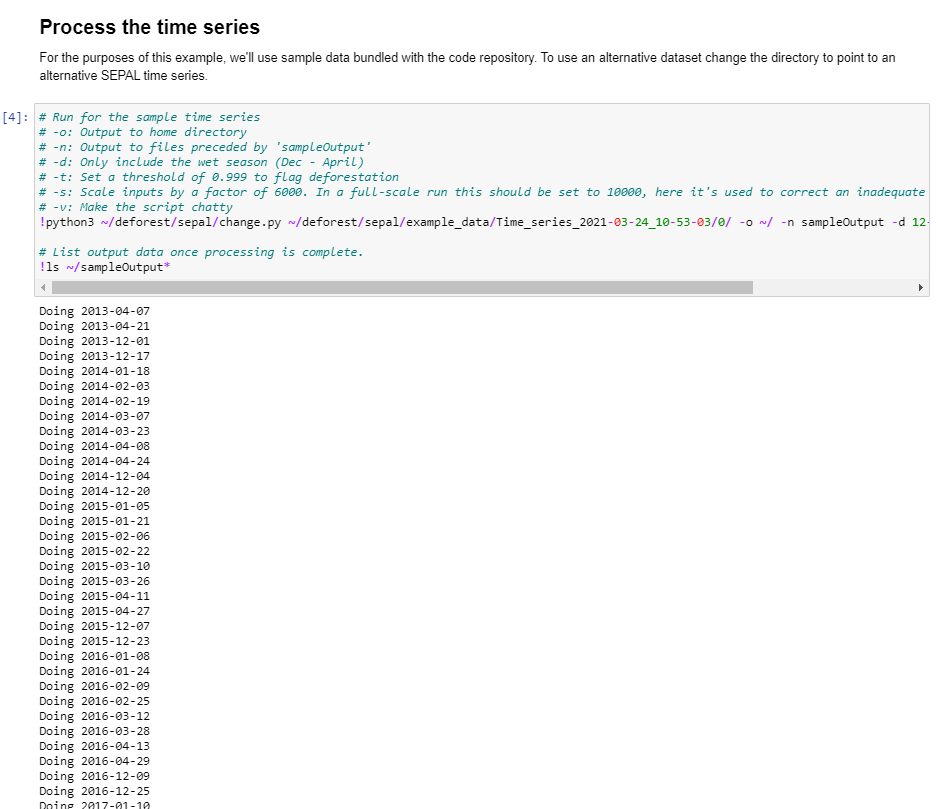 Process the time series
For the purposes of this example, we'll use sample data bundled with the code repository. To use an alternative dataset change the directory to point to an
alternative SEPAL time series.
[4]: # Run for the sample time series
# -o: Output to home directory
# -n: Output to files preceded by 'sampleOutput'
# -d: Only include the wet season (Dec - April)
# -t: Set a threshold of 0.999 to flag deforestation
# -s: Scale inputs by a factor of 6000. In a full-scale run this should be set to 10000, here it's used to correct an inadequate
# -v: Make the script chatty
!python3 ~/deforest/sepal/change.py ~/deforest/sepal/example_data/Time_series_2021-03-24_10-53-03/0/ -o ~/ -n sampleOutput -d 12-
# List output data once processing is complete.
!ls ~/sampleOutput*
Doing 2013-04-07
Doing 2013-04-21
Doing 2013-12-01
Doing 2013-12-17
Doing 2014-01-18
Doing 2014-02-03
Doing 2014-02-19
Doing 2014-03-07
Doing 2014-03-23
Doing 2014-04-08
Doing 2014-04-24
Doing 2014-12-04
Doing 2014-12-20
Doing 2015-01-05
Doing 2015-01-21
Doing 2015-02-06
Doing 2015-02-22
Doing 2015-03-10
Doing 2015-03-26
Doing 2015-04-11
Doing 2015-04-27
Doing 2015-12-07
Doing 2015-12-23
Doing 2016-01-08
Doing 2016-01-24
Doing 2016-02-09
Doing 2016-02-25
Doing 2016-03-12
Doing 2016-03-28
Doing 2016-04-13
Doing 2016-04-29
Doing 2016-12-09
Doing 2016-12-25
Doing 2017-01-10